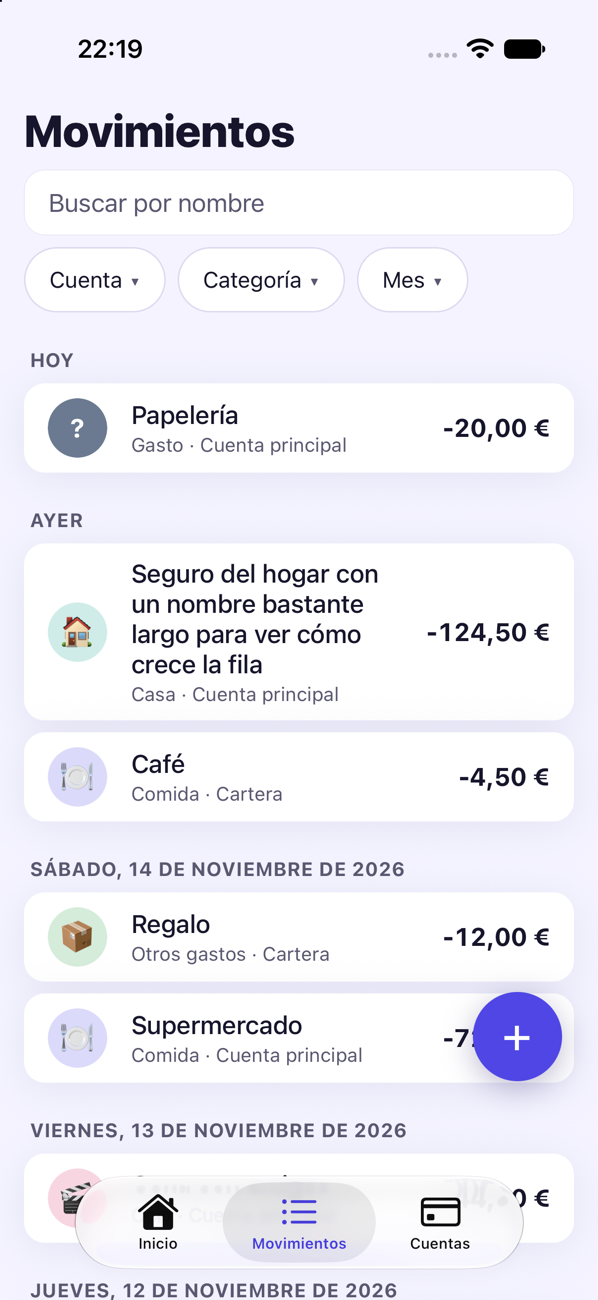 22:19
Movimientos
Buscar por nombre
Cuenta ▾ Categoría ▾ Mes ▾
HOY
? Papelería -20,00 €
Gasto · Cuenta principal
AYER
Seguro del hogar con
un nombre bastante
largo para ver cómo
crece la fila
-124,50 €
Casa · Cuenta principal
Café -4,50 €
Comida · Cartera
SÁBADO, 14 DE NOVIEMBRE DE 2026
Regalo -12,00 €
Otros gastos · Cartera
Supermercado -7
+
Comida · Cuenta principal
VIERNES, 13 DE NOVIEMBRE DE 2026
0 €
Inicio Movimientos Cuentas
JUEVES, 12 DE NOVIEMBRE DE 2026